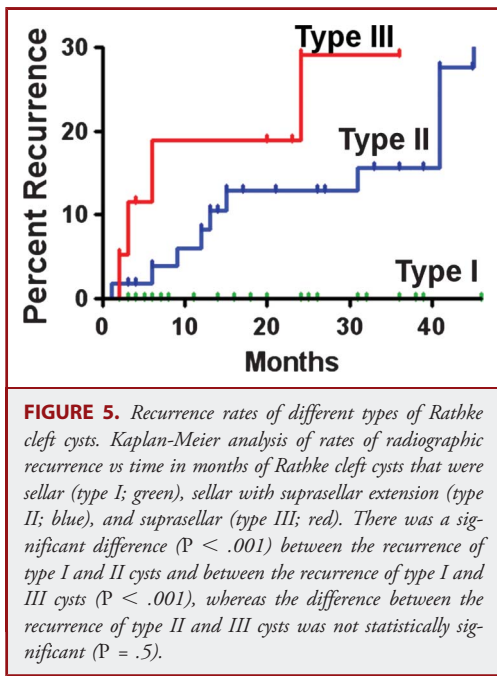 30
Type III
20
Type II
10
Type I
0
0 10 20 30 40
Percent Recurrence
Months
FIGURE 5. Recurrence rates of different types of Rathke
cleft cysts. Kaplan-Meier analysis of rates of radiographic
recurrence vs time in months of Rathke cleft cysts that were
sellar (type I; green), sellar with suprasellar extension (type
II; blue), and suprasellar (type III; red). There was a sig-
nificant difference (P < .001) between the recurrence of
type I and II cysts and between the recurrence of type I and
III cysts (P < .001), whereas the difference between the
recurrence of type II and III cysts was not statistically sig-
nificant (P = .5).